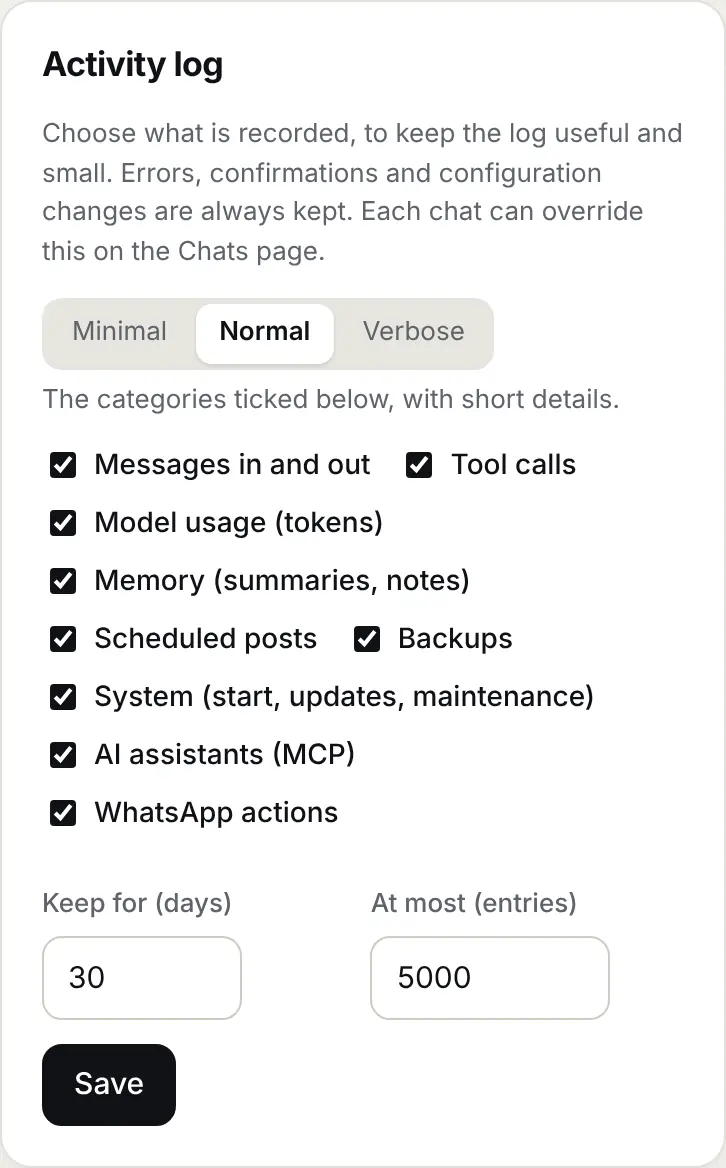 Activity log
Choose what is recorded, to keep the log useful and
small. Errors, confirmations and configuration
changes are always kept. Each chat can override
this on the Chats page.
Minimal Normal Verbose
The categories ticked below, with short details.
Messages in and out Tool calls
Model usage (tokens)
Memory (summaries, notes)
Scheduled posts Backups
System (start, updates, maintenance)
AI assistants (MCP)
WhatsApp actions
Keep for (days) At most (entries)
30 5000
Save